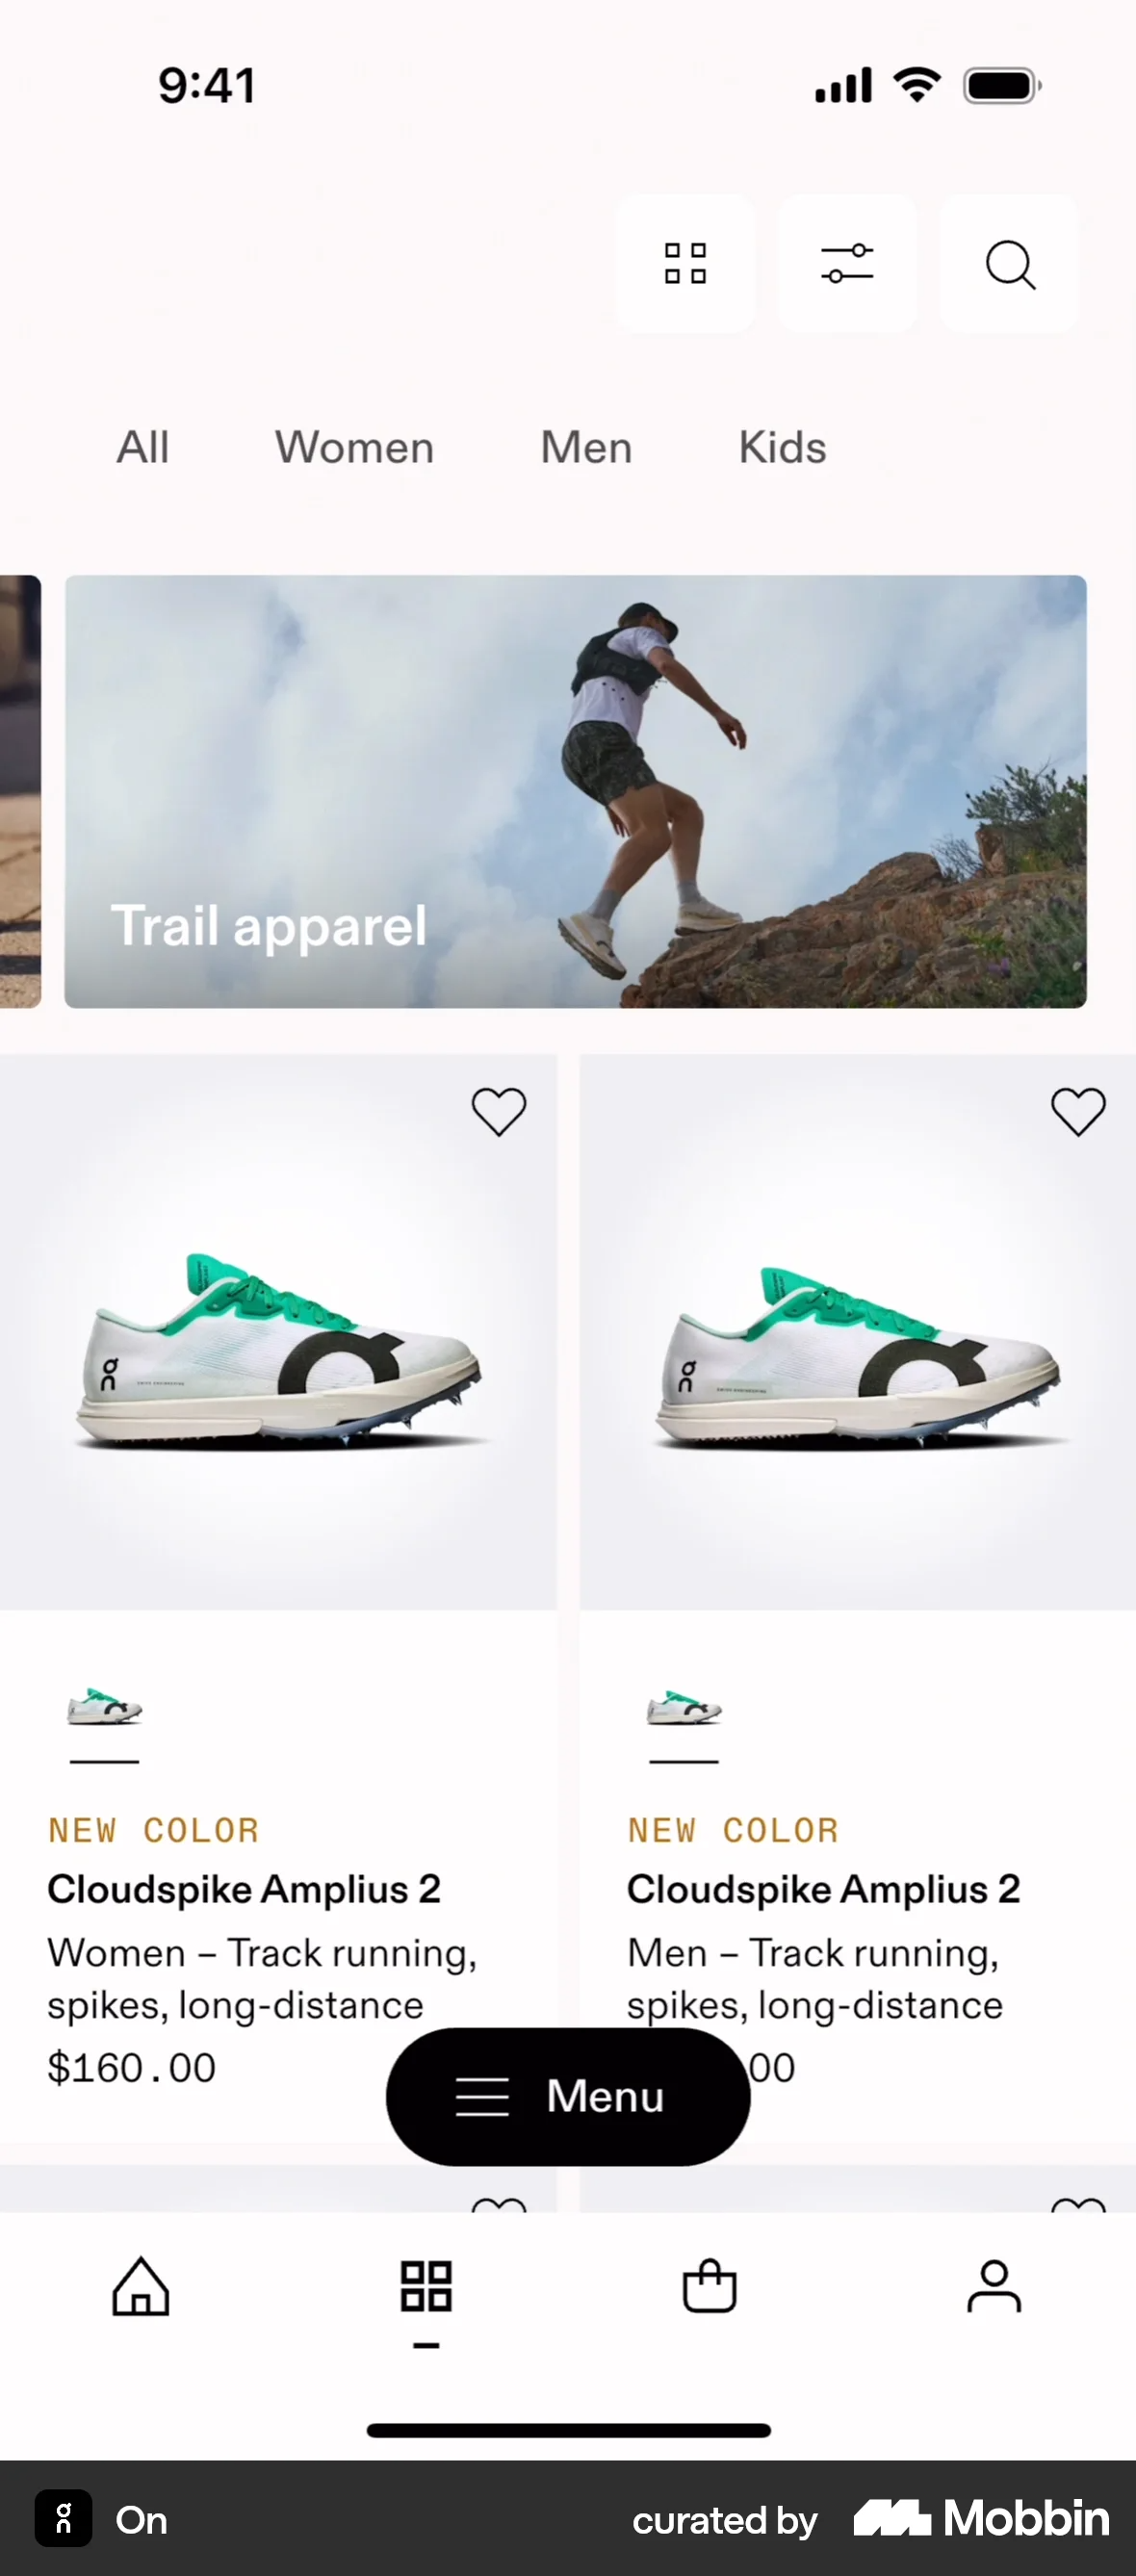 9:41
All Women Men Kids
Trail apparel
NEW COLOR
Cloudspike Amplius 2
Women – Track running,
spikes, long-distance
$160.00
NEW COLOR
Cloudspike Amplius 2
Men – Track running,
spikes, long-distance
00
Menu
On
curated by Mobbin